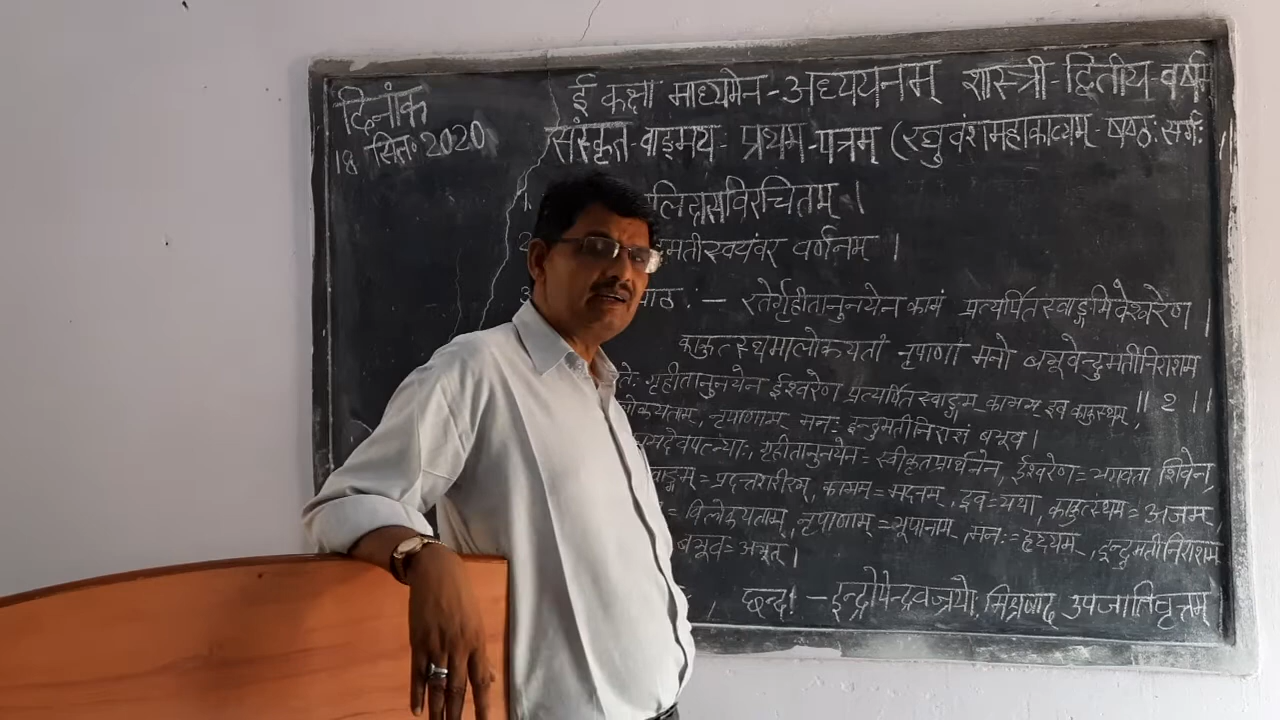 दिनांक
18 सित॰ 2020
ई कक्षा माध्यमेन-अध्ययनम् शास्त्री-द्वितीय-वर्ष
संस्कृत-वाङ्मय- प्रथम-पत्रम् (रघुवंशमहाकाव्यम्- षष्ठः सर्गः
लिदासविरचितम् ।
मतीस्वयंवर वर्णनम् ।
पाठ :- रतेर्गृहीतानुनयेन कामं प्रत्यर्पितस्वाङ्गमिवेश्वरेण ।
काकुत्स्थमालोकयतां नृपाणां मनो बभूवेन्दुमतीनिराशम
तेः गृहीतानुनयेन ईश्वरेण प्रत्यर्पितस्वाङ्गम् कामम् इव काकुत्स्थम्, ॥ 2 ॥
लोकयताम्, नृपाणाम् मनः इन्दुमतीनिराशं बभूव।
मदेवपत्न्याः, गृहीतानुनयेन = स्वीकृतप्रार्थनेन, ईश्वरेण = भगवता शिवेन,
वाङ्गम् = प्रदत्तशरीरम्, कामम् = मदनम्, इव = यथा, काकुत्स्थम = अजम्,
= विलोकयताम्, नृपाणाम् = भूपानाम्, मनः = हृदयम्, इन्दुमतीनिराशम
बभूव = अभूत् ।
, छन्दः - इन्द्रोपेन्द्रवज्रयो, मिश्रणाद् उपजातिवृत्तम्